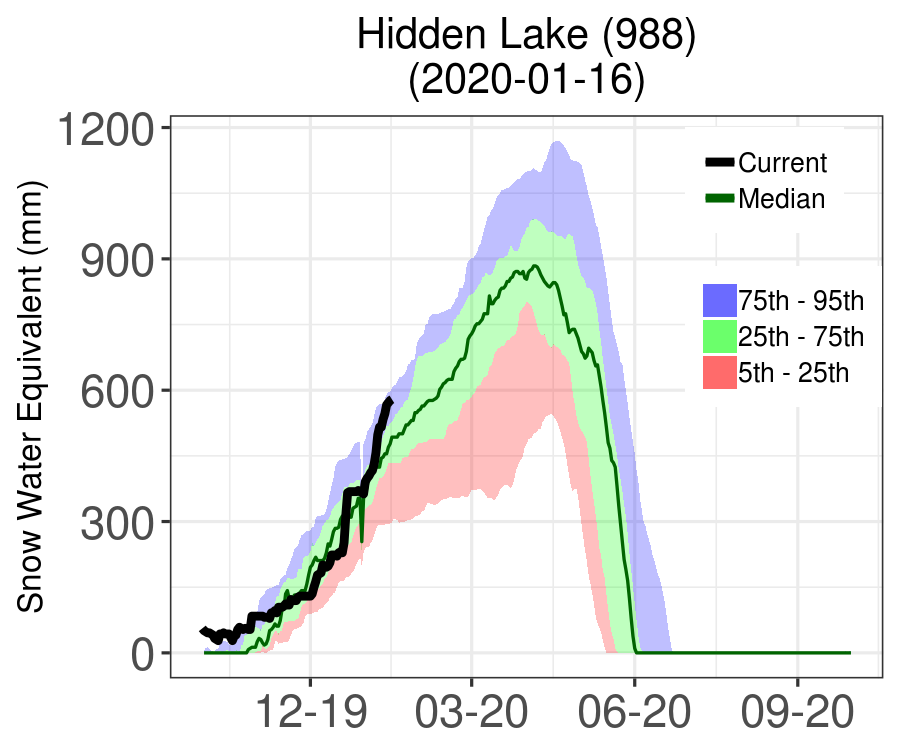 Hidden Lake (988)
(2020-01-16)
Snow Water Equivalent (mm)
1200
900
600
300
0
Current
Median
75th - 95th
25th - 75th
5th - 25th
12-19
03-20
06-20
09-20